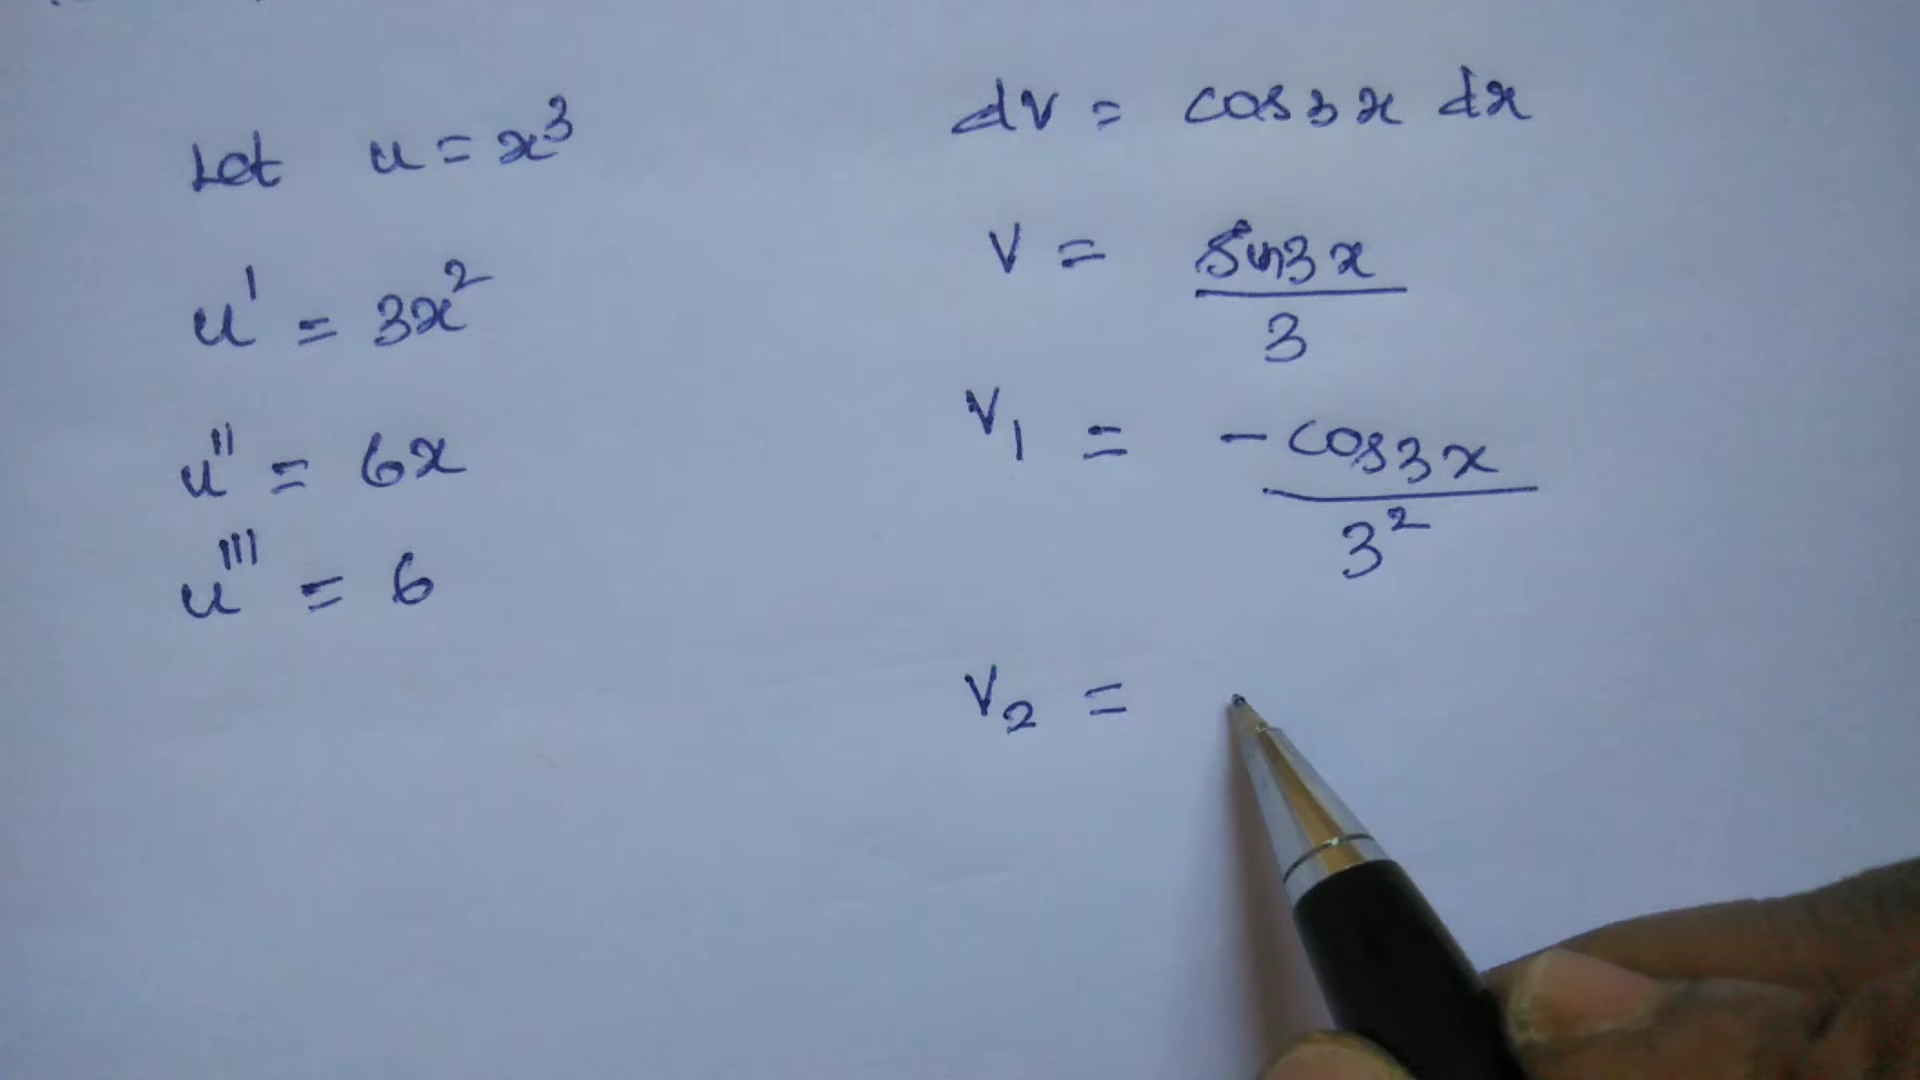 Let u = x³
u' = 3x²
u'' = 6x
u''' = 6
dv = cos3x dx
v = sin3x / 3
v₁ = -cos3x / 3²
v₂ =